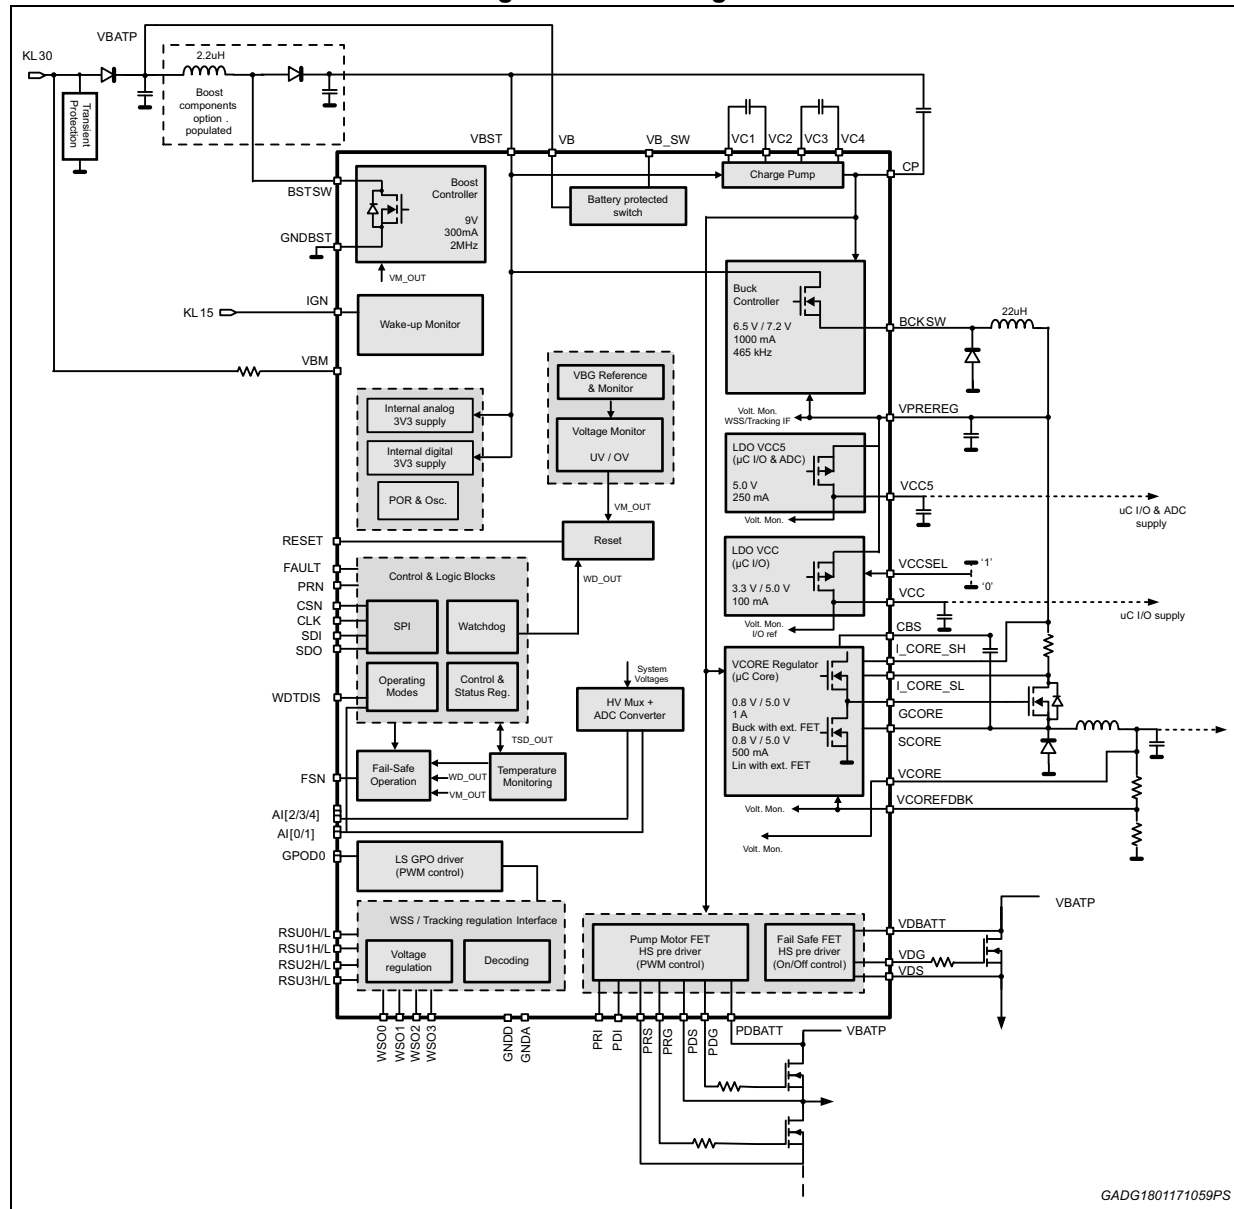 VBATP
KL30
2.2uH
Boost
components
option .
populated
Transient
Protection
VBST
VB
VB_SW
VC1
VC2
VC3
VC4
CP
BSTSW
GNDBST
Boost
Controller
9V
300mA
2MHz
VM_OUT
Battery protected
switch
Charge Pump
KL15
IGN
Wake-up Monitor
VBM
Buck
Controller
6.5 V / 7.2 V
1000 mA
465 kHz
BCKSW
22uH
VBG Reference
& Monitor
Voltage Monitor
UV / OV
VM_OUT
Internal analog
3V3 supply
Internal digital
3V3 supply
POR & Osc.
Volt. Mon.
WSS/Tracking IF
VPREREG
LDO VCC5
(µC I/O & ADC)
5.0 V
250 mA
Volt. Mon.
VCC5
uC I/O & ADC
supply
RESET
Reset
WD_OUT
LDO VCC
(µC I/O)
3.3 V / 5.0 V
100 mA
Volt. Mon.
I/O ref
VCCSEL
'1'
'0'
VCC
uC I/O supply
FAULT
PRN
CSN
CLK
SDI
SDO
WDTDIS
Control & Logic Blocks
SPI
Watchdog
Operating
Modes
Control &
Status Reg.
System
Voltages
HV Mux +
ADC Converter
CBS
I_CORE_SH
I_CORE_SL
GCORE
SCORE
VCORE
VCOREFDBK
VCORE Regulator
(µC Core)
0.8 V / 5.0 V
1 A
Buck with ext. FET
0.8 V / 5.0 V
500 mA
Lin with ext. FET
Volt. Mon.
Volt. Mon.
TSD_OUT
FSN
Fail-Safe
Operation
WD_OUT
VM_OUT
Temperature
Monitoring
AI[2/3/4]
AI[0/1]
GPOD0
LS GPO driver
(PWM control)
RSU0H/L
RSU1H/L
RSU2H/L
RSU3H/L
WSS / Tracking regulation Interface
Voltage
regulation
Decoding
Pump Motor FET
HS pre driver
(PWM control)
Fail Safe FET
HS pre driver
(On/Off control)
VDBATT
VDG
VDS
VBATP
WSO0
WSO1
WSO2
WSO3
GNDD
GNDA
PRI
PDI
PRS
PRG
PDS
PDG
PDBATT
VBATP
GADG1801171059PS